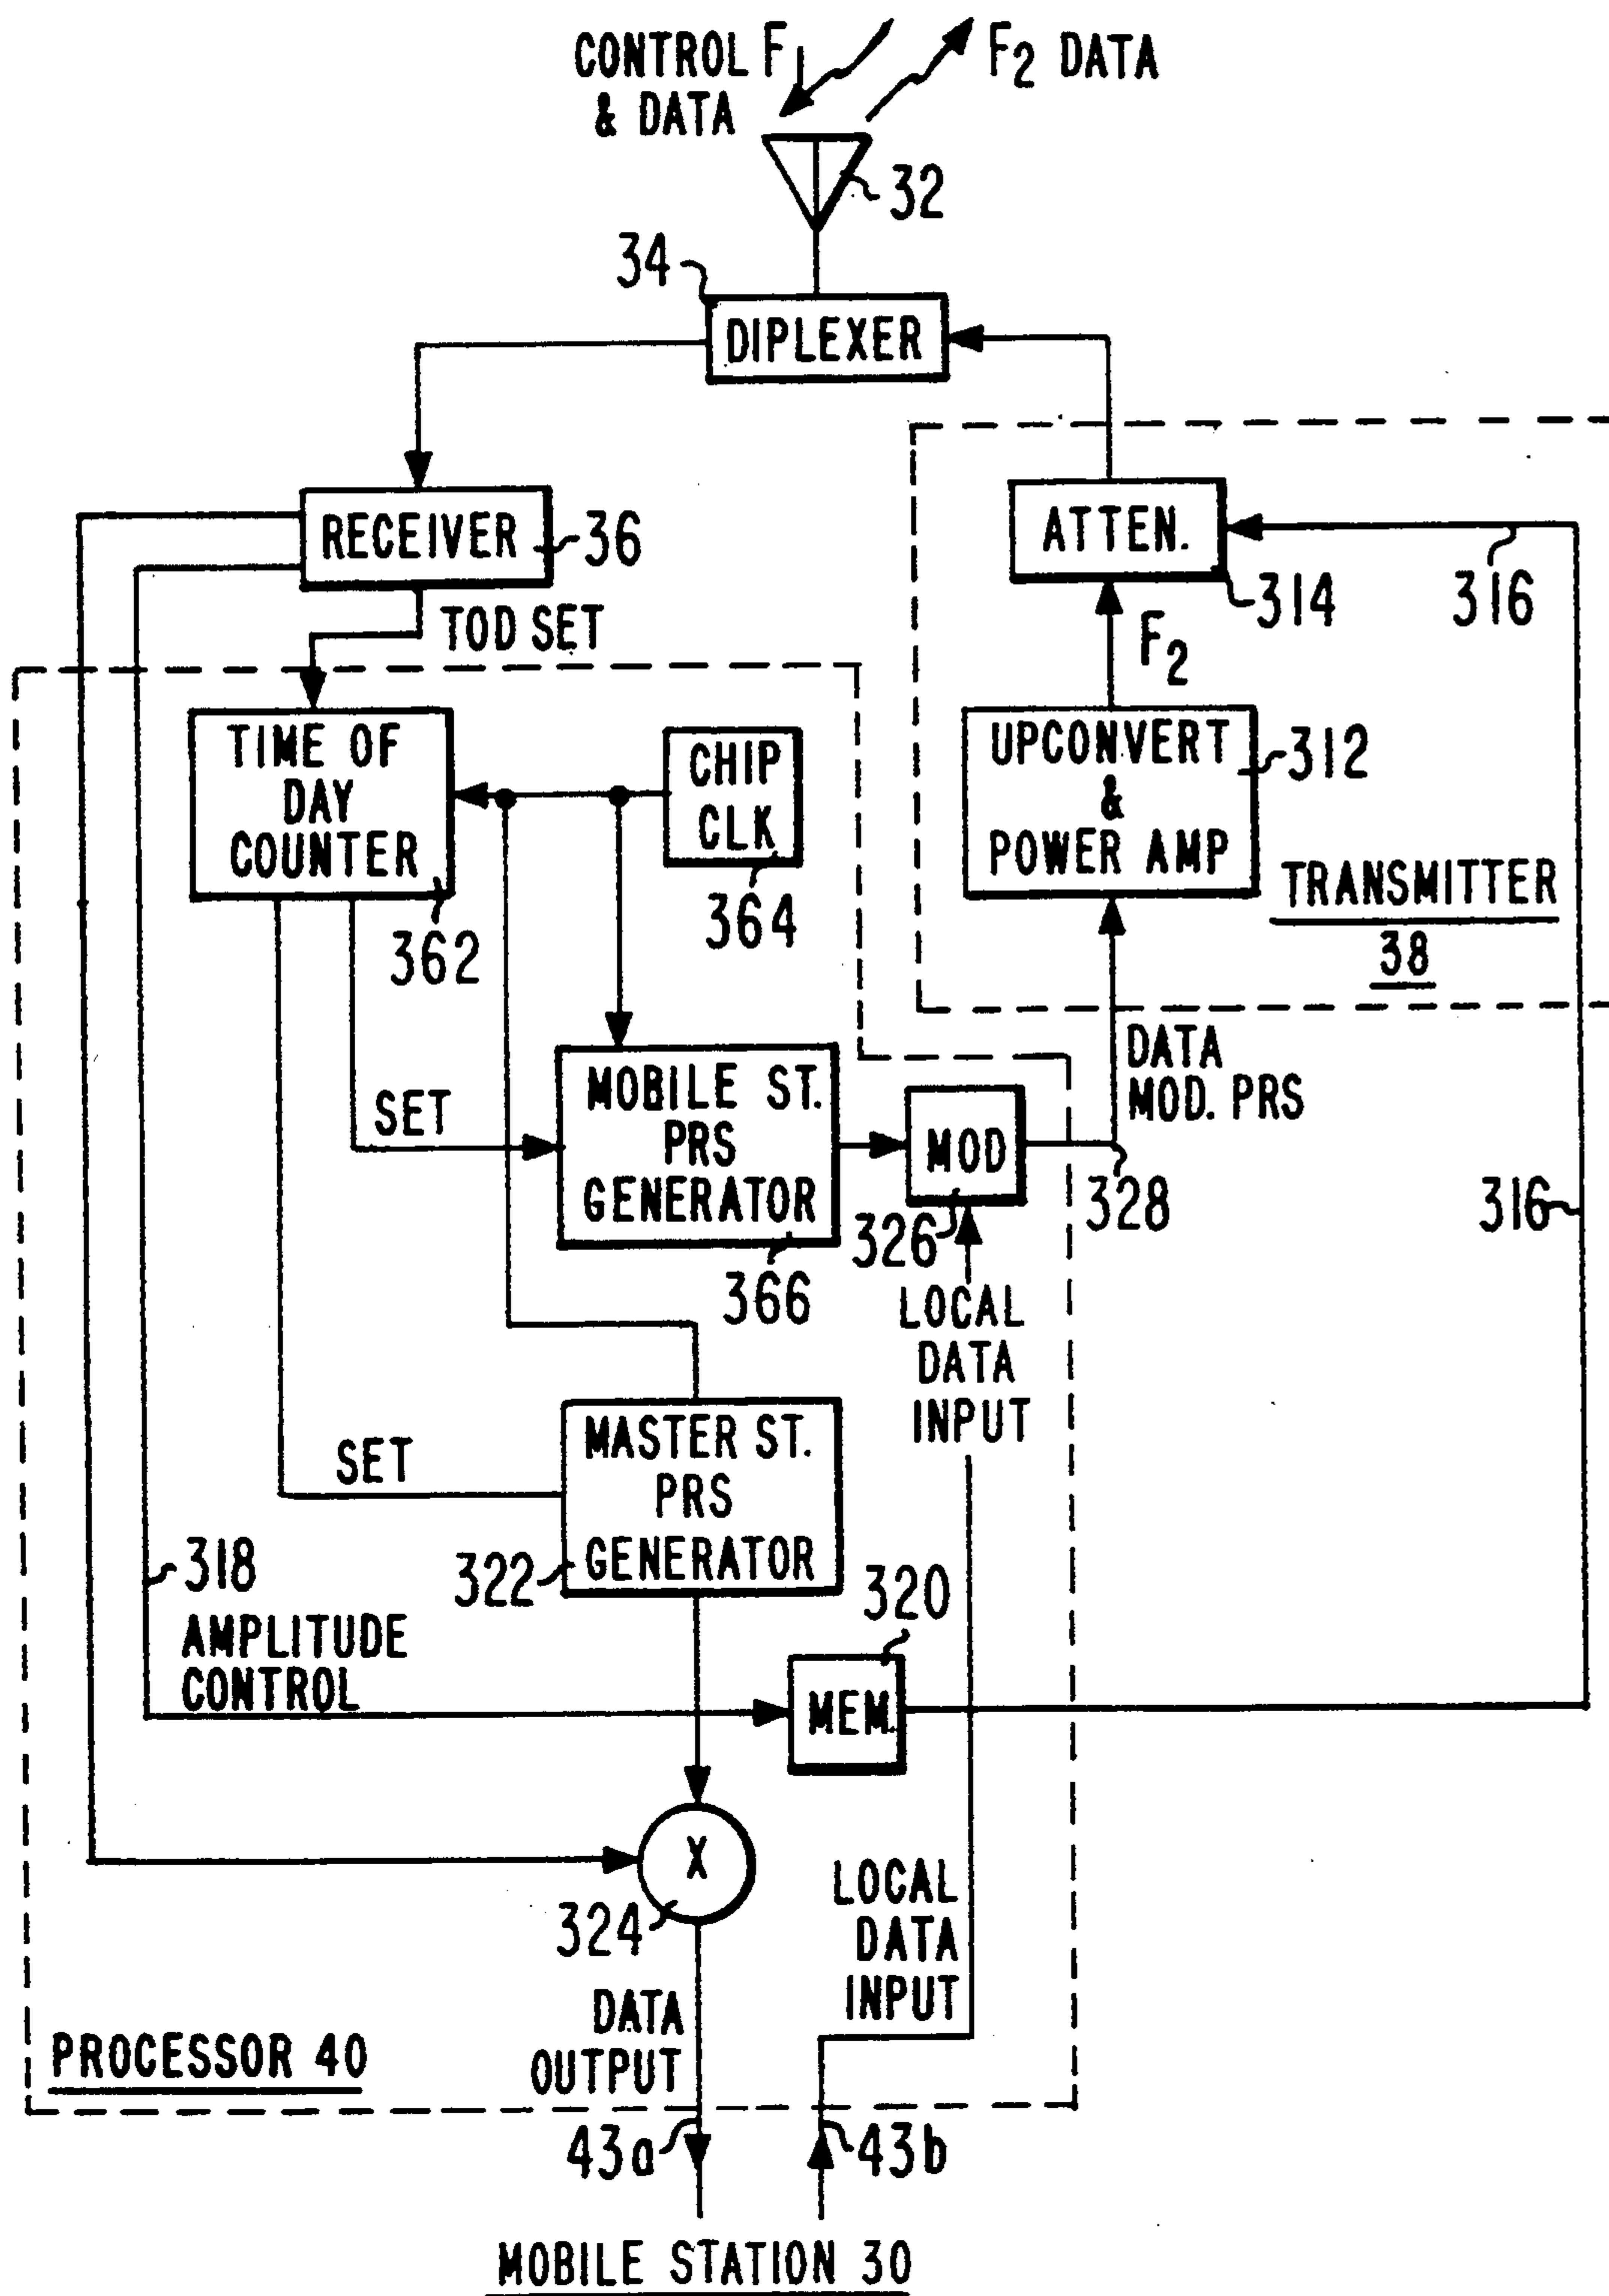 CONTROL F1
& DATA
F2 DATA
32
34
DIPLEXER
RECEIVER
36
ATTEN.
314
316
TOD SET
F2
TIME OF
DAY
COUNTER
362
CHIP
CLK
364
UPCONVERT
&
POWER AMP
312
TRANSMITTER
38
DATA
MOD. PRS
SET
MOBILE ST.
PRS
GENERATOR
366
MOD
326
328
316
LOCAL
DATA
INPUT
SET
MASTER ST.
PRS
GENERATOR
322
318
AMPLITUDE
CONTROL
320
MEM
X
324
LOCAL
DATA
INPUT
DATA
OUTPUT
PROCESSOR 40
43a
43b
MOBILE STATION 30